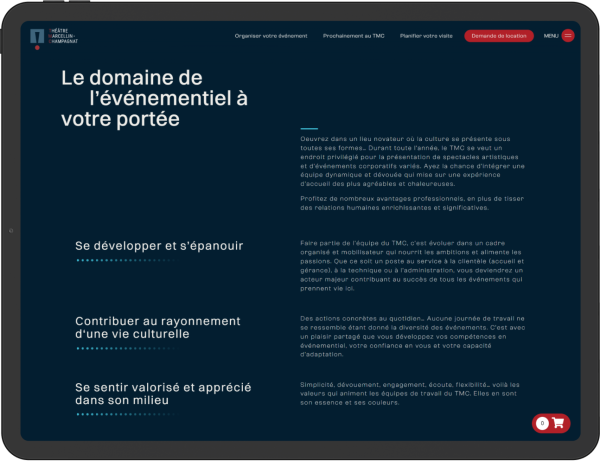 THÉÂTRE
MARCELLIN-
CHAMPAGNAT
Organiser votre événement
Prochainement au TMC
Planifier votre visite
Demande de location
MENU
Le domaine de
l'événementiel à
votre portée
Oeuvrez dans un lieu novateur où la culture se présente sous
toutes ses formes… Durant toute l'année, le TMC se veut un
endroit privilégié pour la présentation de spectacles artistiques
et d'événements corporatifs variés. Ayez la chance d'intégrer une
équipe dynamique et dévouée qui mise sur une expérience
d'accueil des plus agréables et chaleureuses.
Profitez de nombreux avantages professionnels, en plus de tisser
des relations humaines enrichissantes et significatives.
Se développer et s'épanouir
Faire partie de l'équipe du TMC, c'est évoluer dans un cadre
organisé et mobilisateur qui nourrit les ambitions et alimente les
passions. Que ce soit un poste au service à la clientèle (accueil et
gérance), à la technique ou à l'administration, vous deviendrez un
acteur majeur contribuant au succès de tous les événements qui
prennent vie ici.
Contribuer au rayonnement
d'une vie culturelle
Des actions concrètes au quotidien… Aucune journée de travail ne
se ressemble étant donné la diversité des événements. C'est avec
un plaisir partagé que vous développez vos compétences en
événementiel, votre confiance en vous et votre capacité
d'adaptation.
Se sentir valorisé et apprécié
dans son milieu
Simplicité, dévouement, engagement, écoute, flexibilité… voilà les
valeurs qui animent les équipes de travail du TMC. Elles en sont
son essence et ses couleurs.
0